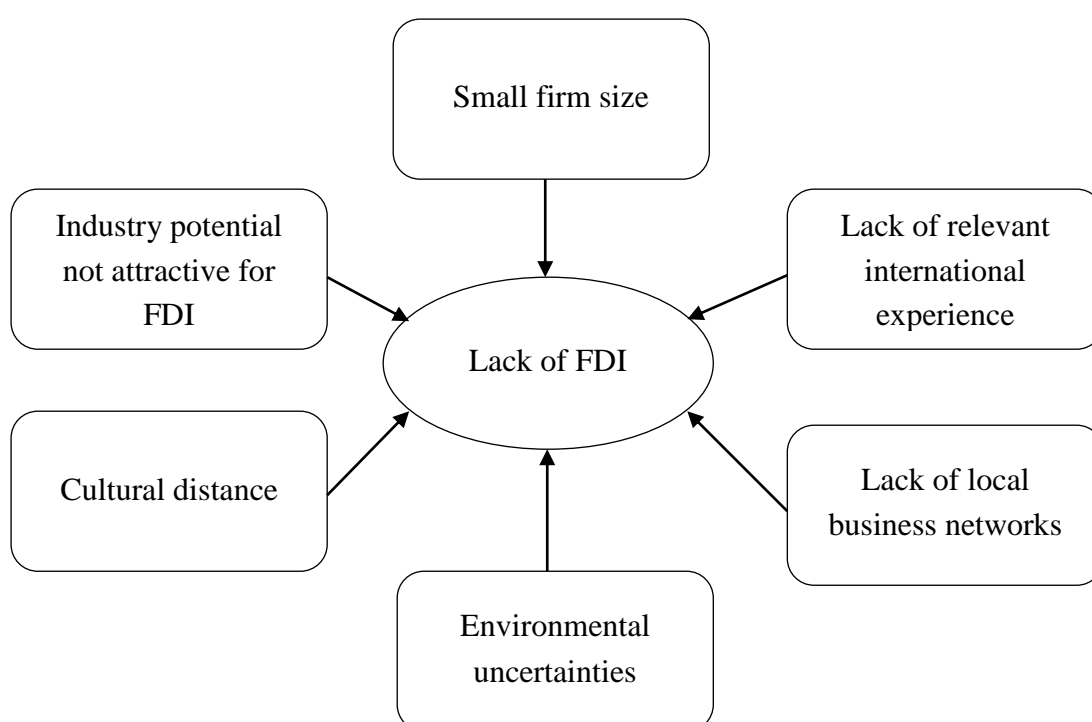 Small firm size
Industry potential
not attractive for
FDI
Lack of relevant
international
experience
Lack of FDI
Cultural distance
Lack of local
business networks
Environmental
uncertainties